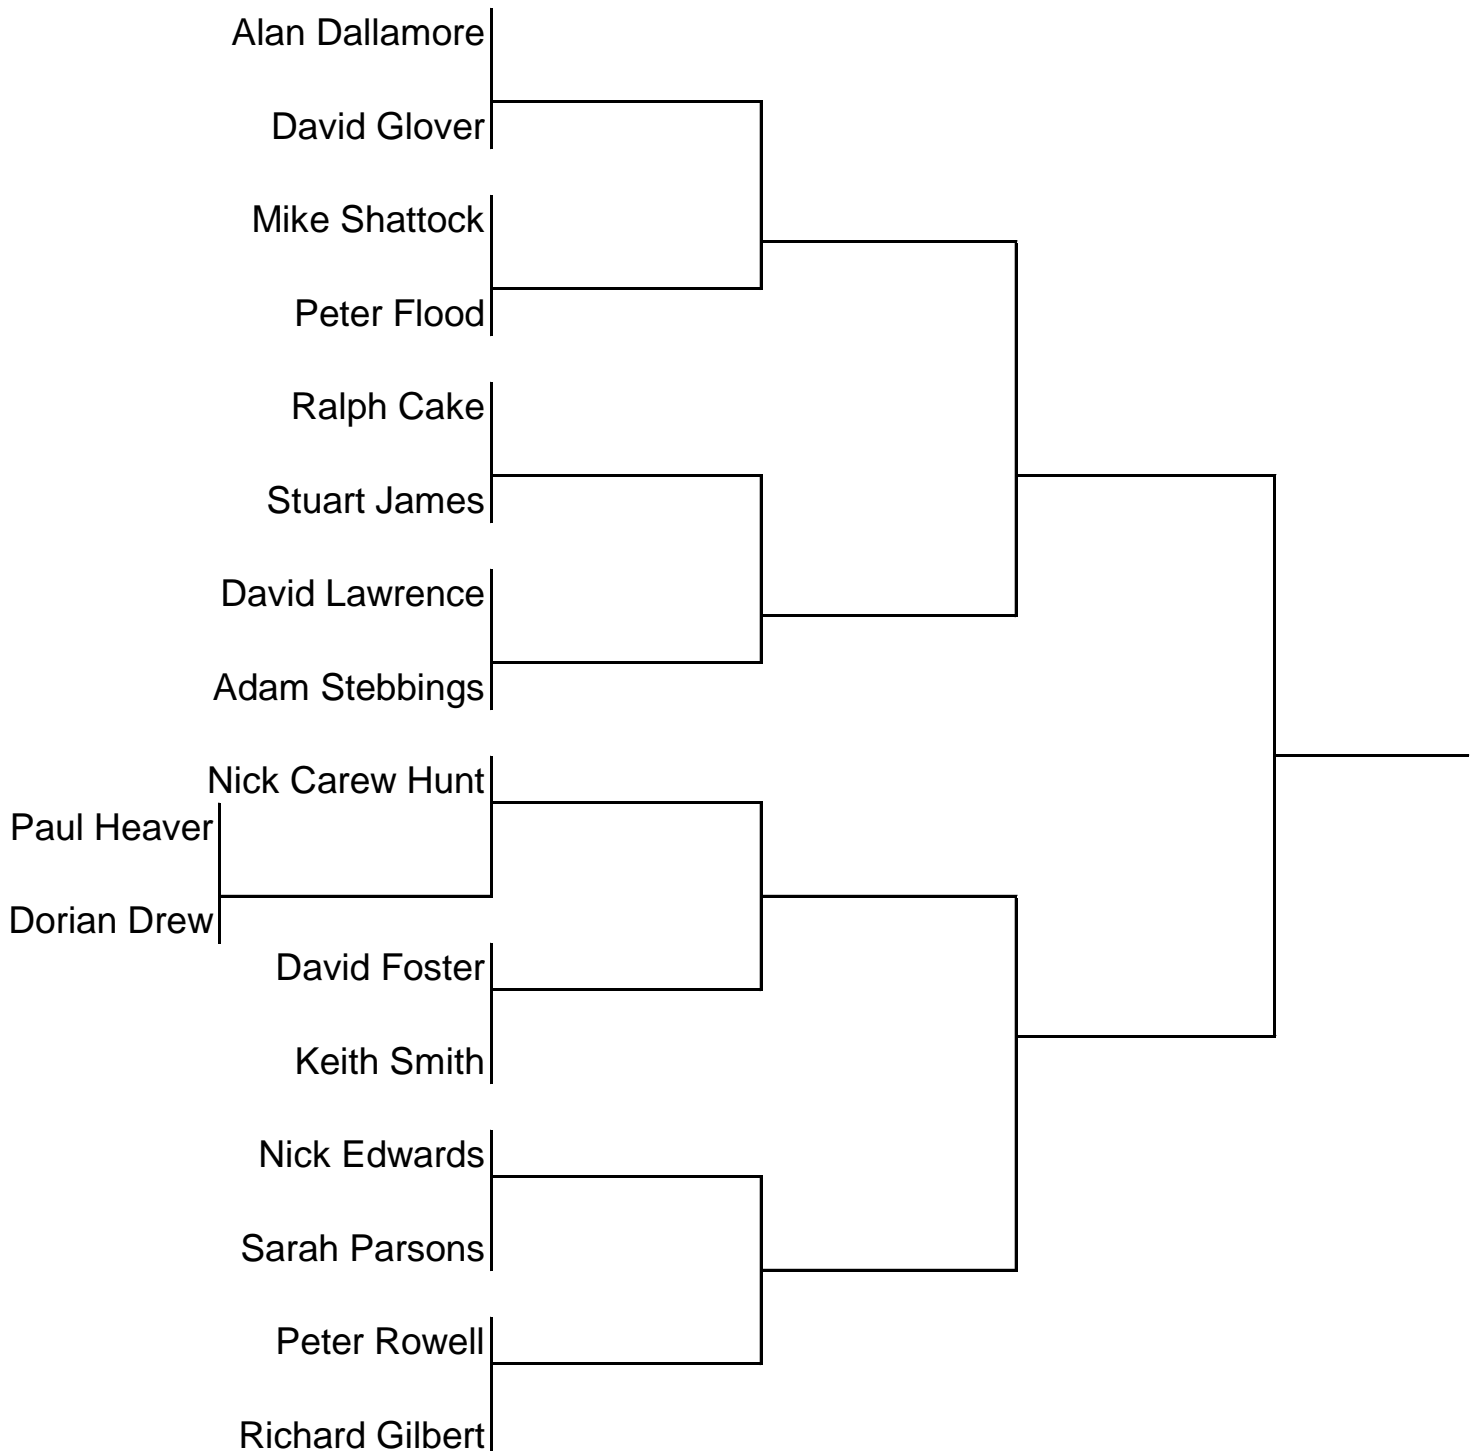 Alan Dallamore
David Glover
Mike Shattock
Peter Flood
Ralph Cake
Stuart James
David Lawrence
Adam Stebbings
Nick Carew Hunt
Paul Heaver
Dorian Drew
David Foster
Keith Smith
Nick Edwards
Sarah Parsons
Peter Rowell
Richard Gilbert